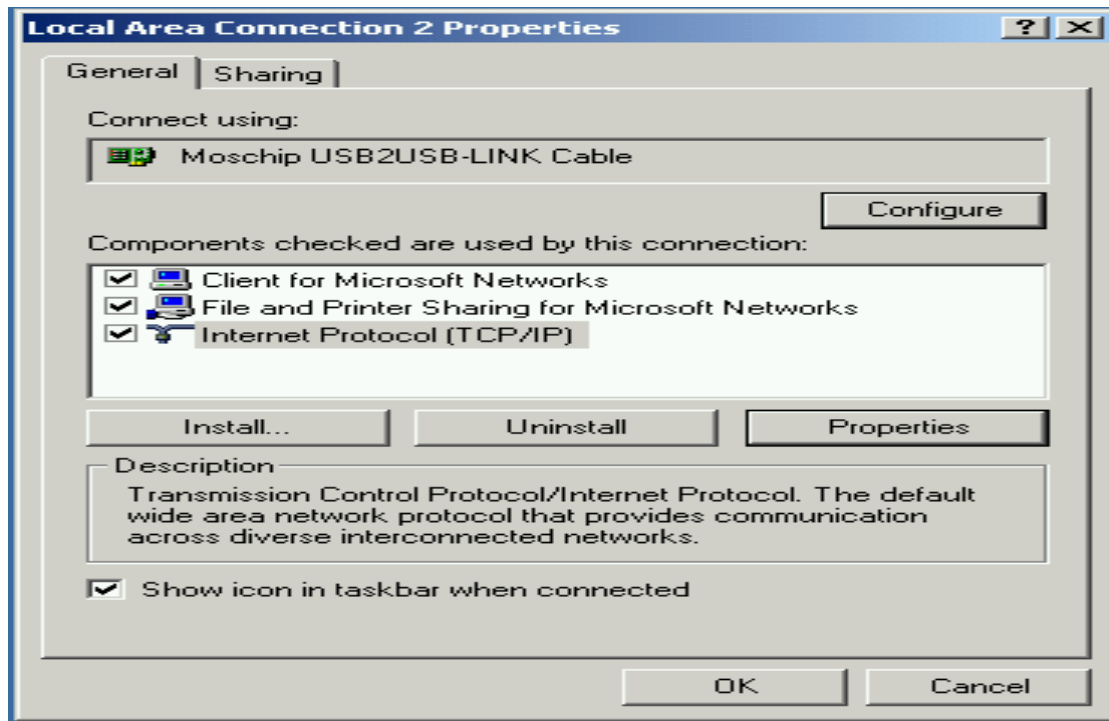 Local Area Connection 2 Properties
?
General
Sharing
Connect using:
Moschip USB2USB-LINK Cable
Configure
Components checked are used by this connection:
Client for Microsoft Networks
File and Printer Sharing for Microsoft Networks
Internet Protocol (TCP/IP)
Install...
Uninstall
Properties
Description
Transmission Control Protocol/Internet Protocol. The default
wide area network protocol that provides communication
across diverse interconnected networks.
Show icon in taskbar when connected
OK
Cancel